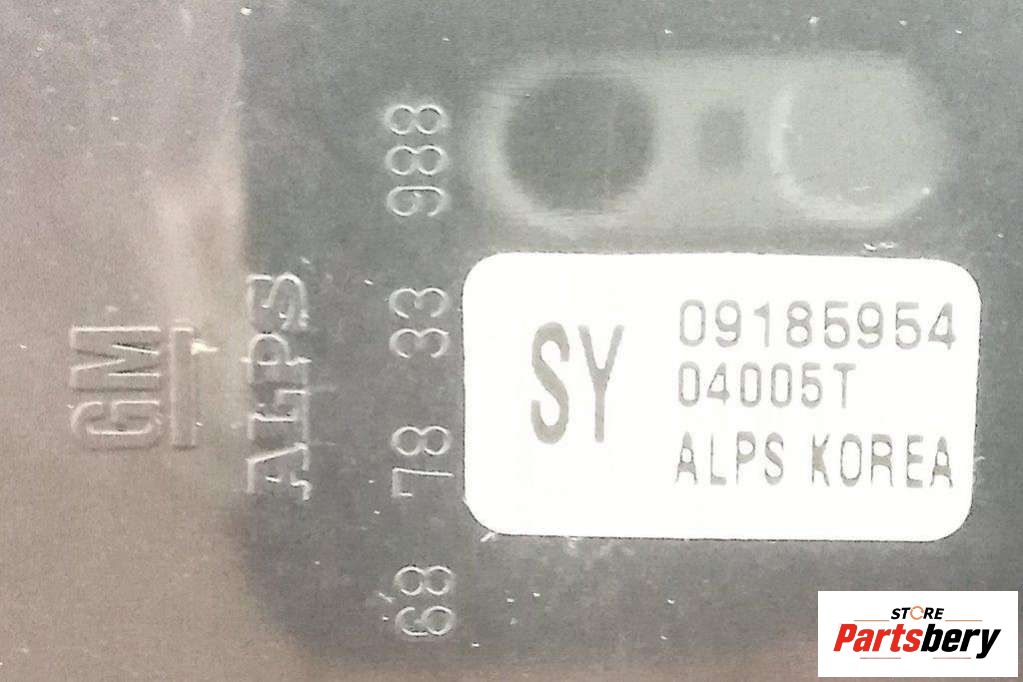 GM
ALPS
68 78 33 988
SY
09185954
04005T
ALPS KOREA
STORE
Partsbery